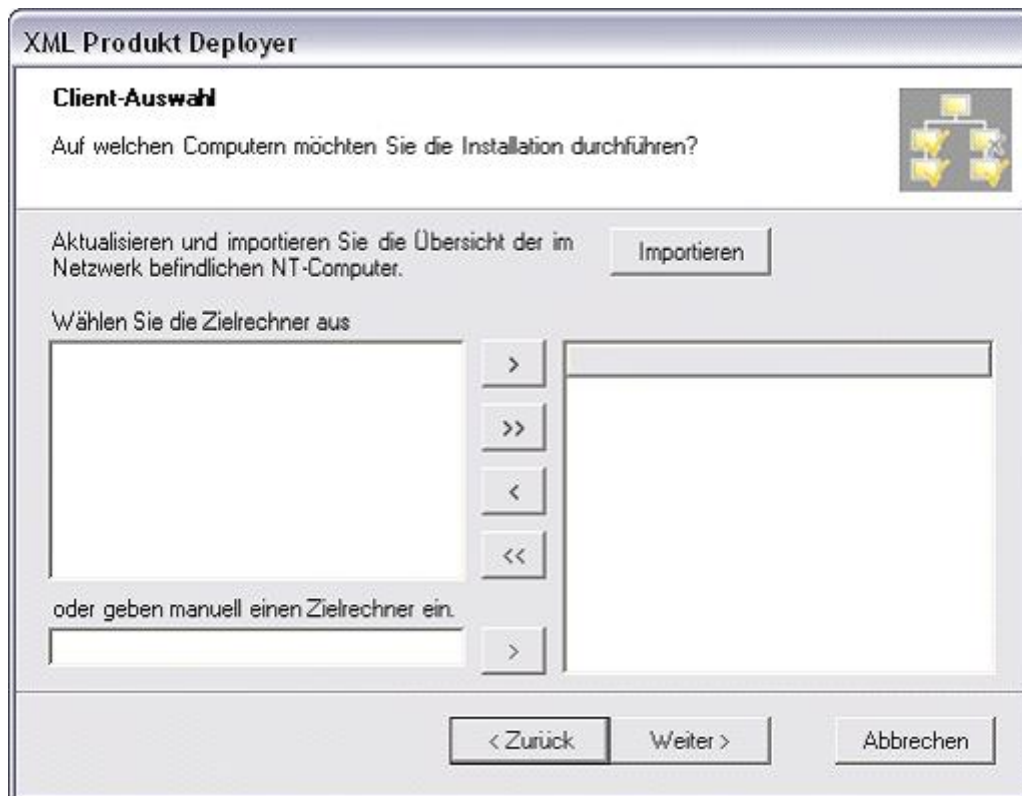 XML Produkt Deployer
Client-Auswahl
Auf welchen Computern möchten Sie die Installation durchführen?
Aktualisieren und importieren Sie die Übersicht der im
Netzwerk befindlichen NT-Computer.
Importieren
Wählen Sie die Zielrechner aus
>
>>
<
<<
oder geben manuell einen Zielrechner ein.
>
< Zurück
Weiter >
Abbrechen